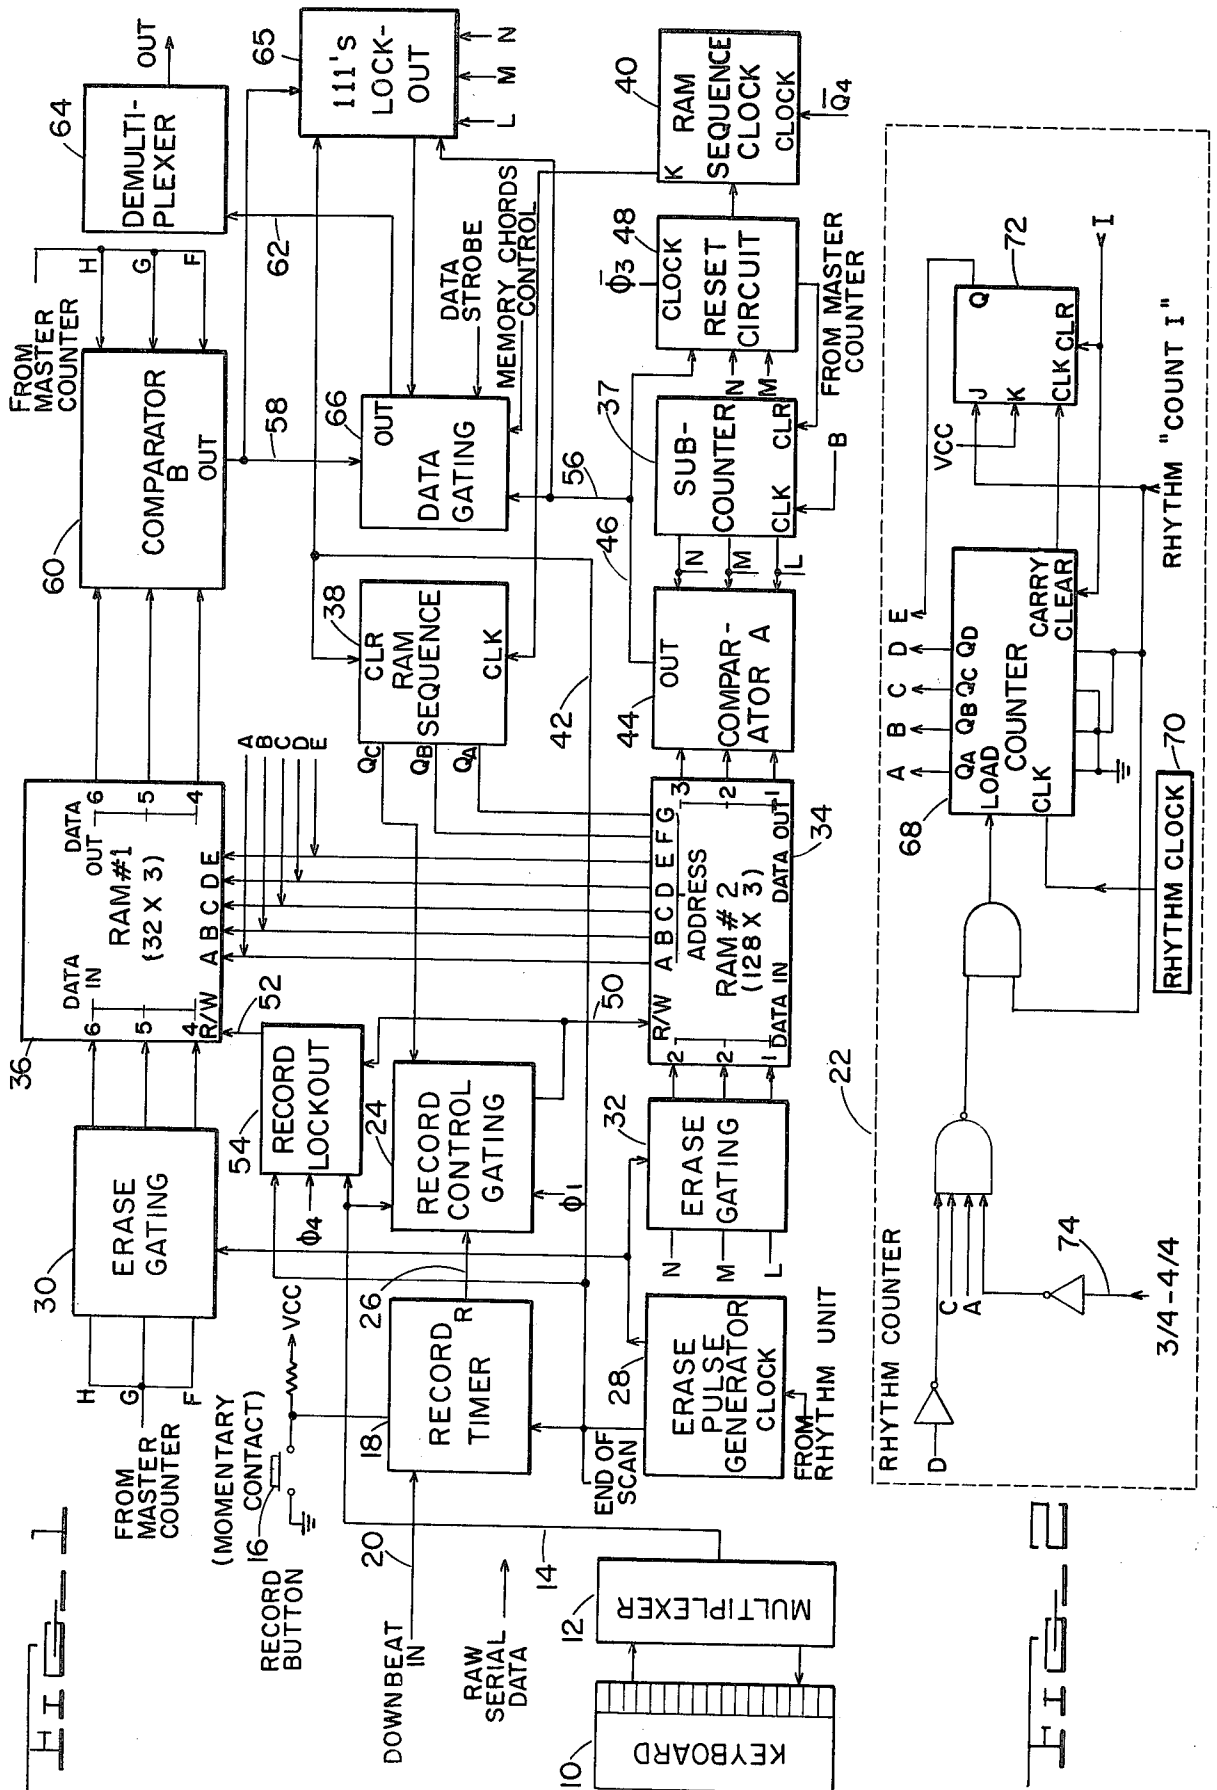 FIG_1
FROM
MASTER
COUNTER
H
G
F
30
ERASE
GATING
36
DATA
IN
6
5
4
R/W
RAM#1
(32 X 3)
DATA
OUT
6
5
4
A B C D E
60
COMPARATOR
B
OUT
FROM
MASTER
COUNTER
H
G
F
64
DEMULTI-
PLEXER
OUT
(MOMENTARY
CONTACT)
16
RECORD
BUTTON
VCC
54
RECORD
LOCKOUT
Φ4
52
A
B
C
D
E
58
62
65
111's
LOCK-
OUT
L M N
DOWNBEAT
IN
20
18
RECORD
TIMER
R
26
24
RECORD
CONTROL
GATING
Φ1
50
QC
QB
QA
38
CLR
RAM
SEQUENCE
CLK
42
66
OUT
DATA
GATING
56
DATA
STROBE
MEMORY CHORDS
CONTROL
RAW
SERIAL
DATA
14
END OF
SCAN
28
ERASE
PULSE
GENERATOR
CLOCK
FROM
RHYTHM UNIT
N
M
L
32
ERASE
GATING
R/W
A B C D E F G
ADDRESS
RAM# 2
(128 X 3)
DATA IN
2
2
1
DATA OUT
3
2
1
34
44
OUT
COMPAR-
ATOR A
46
N
M
L
37
SUB-
COUNTER
CLK
CLR
B
N
M
Φ̄3
48
CLOCK
RESET
CIRCUIT
FROM MASTER
COUNTER
40
K
RAM
SEQUENCE
CLOCK
CLOCK
Q̄4
10
KEYBOARD
12
MULTIPLEXER
FIG_2
RHYTHM COUNTER
22
D
C
A
74
3/4-4/4
68
A B C D E
QA QB QC QD
LOAD
COUNTER
CLK
CARRY
CLEAR
RHYTHM CLOCK
70
VCC
J
K
CLK
CLR
Q
72
I
RHYTHM "COUNT I"